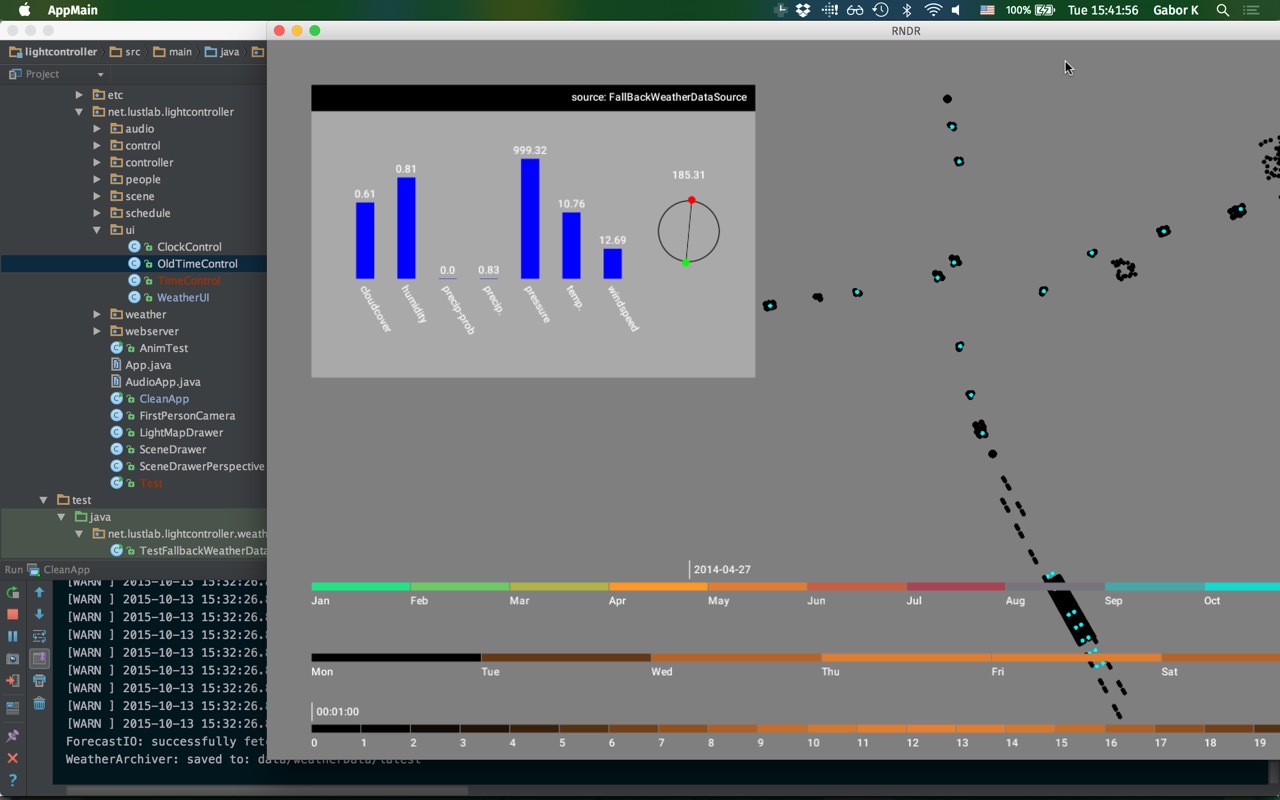 AppMain
100%
Tue 15:41:56
Gabor K
RNDR
lightcontroller
src
main
java
Project
etc
net.lustlab.lightcontroller
audio
control
controller
people
scene
schedule
ui
ClockControl
OldTimeControl
TimeControl
WeatherUI
weather
webserver
AnimTest
App.java
AudioApp.java
CleanApp
FirstPersonCamera
LightMapDrawer
SceneDrawer
SceneDrawerPerspective
Test
test
java
net.lustlab.lightcontroller.weath
TestFallbackWeatherData
Run CleanApp
[WARN ] 2015-10-13 15:32:26.
[WARN ] 2015-10-13 15:32:26.
[WARN ] 2015-10-13 15:32:26.
[WARN ] 2015-10-13 15:32:26.
[WARN ] 2015-10-13 15:32:26.
[WARN ] 2015-10-13 15:32:26.
[WARN ] 2015-10-13 15:32:26.
[WARN ] 2015-10-13 15:32:26.
[WARN ] 2015-10-13 15:32:26.
ForecastIO: successfully fet
WeatherArchiver: saved to: data/weatherData/latest
source: FallBackWeatherDataSource
0.61
0.81
0.0
0.83
999.32
10.76
12.69
185.31
cloudcover
humidity
precip-prob
precip.
pressure
temp.
windspeed
2014-04-27
Jan Feb Mar Apr May Jun Jul Aug Sep Oct
Mon Tue Wed Thu Fri Sat
00:01:00
0 1 2 3 4 5 6 7 8 9 10 11 12 13 14 15 16 17 18 19